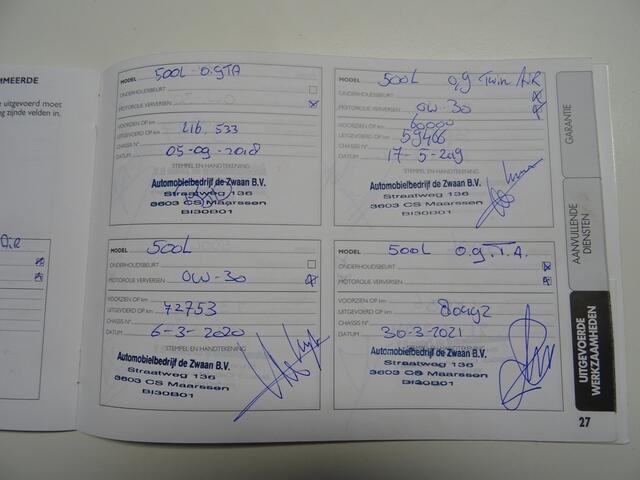 MMEERDE
e uitgevoerd moet
ng zijnde velden in.
AiR
MODEL 500L - 0.9TA
ONDERHOUDSBEURT
MOTOROLIE VERVERSEN x
VOORZIEN OP km
UITGEVOERD OP km 46.533
CHASSIS N°
DATUM 05-09-2018
STEMPEL EN HANDTEKENING
Automobielbedrijf de Zwaan B.V.
Straatweg 136
3603 CS Maarssen
BI30B01
MODEL 500L 0,9 Twin AiR
ONDERHOUDSBEURT x
MOTOROLIE VERVERSEN 0W-30 x
VOORZIEN OP km 60000
UITGEVOERD OP km 59466
CHASSIS N°
DATUM 17-5-2019
STEMPEL EN HANDTEKENING
Automobielbedrijf de Zwaan B.V.
Straatweg 136
3603 CS Maarssen
BI30B01
MODEL 500L
ONDERHOUDSBEURT
MOTOROLIE VERVERSEN 0W-30 x
VOORZIEN OP km
UITGEVOERD OP km 72753
CHASSIS N°
DATUM 6-3-2020
STEMPEL EN HANDTEKENING
Automobielbedrijf de Zwaan B.V.
Straatweg 136
3603 CS Maarssen
BI30B01
MODEL 500L 0.9 T.A.
ONDERHOUDSBEURT x
MOTOROLIE VERVERSEN x
VOORZIEN OP km
UITGEVOERD OP km
CHASSIS N°
DATUM 30-3-2021
STEMPEL EN HANDTEKENING
Automobielbedrijf de Zwaan B.V.
Straatweg 136
3603 CS Maarssen
BI30B01
GARANTIE
AANVULLENDE
DIENSTEN
UITGEVOERDE
WERKZAAMHEDEN
27